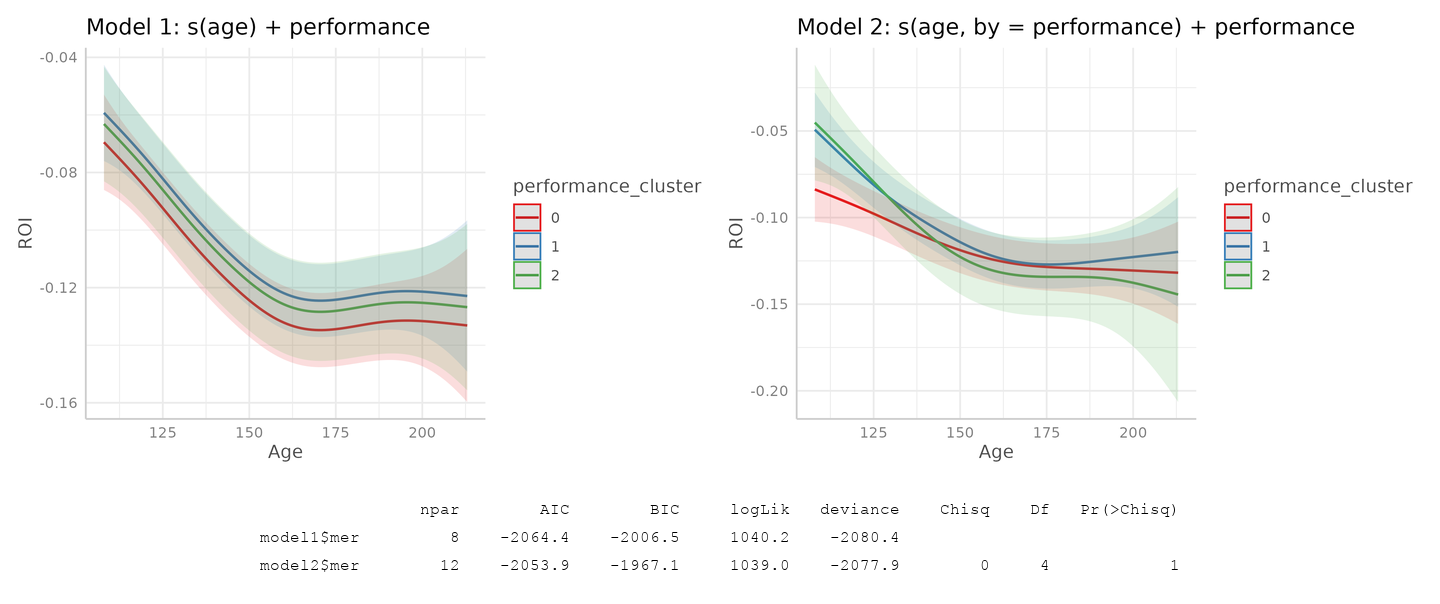 Model 1: s(age) + performance
-0.04
-0.08
-0.12
-0.16
ROI
125 150 175 200
Age
performance_cluster
0
1
2
Model 2: s(age, by = performance) + performance
-0.05
-0.10
-0.15
-0.20
ROI
125 150 175 200
Age
performance_cluster
0
1
2
npar AIC BIC logLik deviance Chisq Df Pr(>Chisq)
model1$mer 8 -2064.4 -2006.5 1040.2 -2080.4
model2$mer 12 -2053.9 -1967.1 1039.0 -2077.9 0 4 1